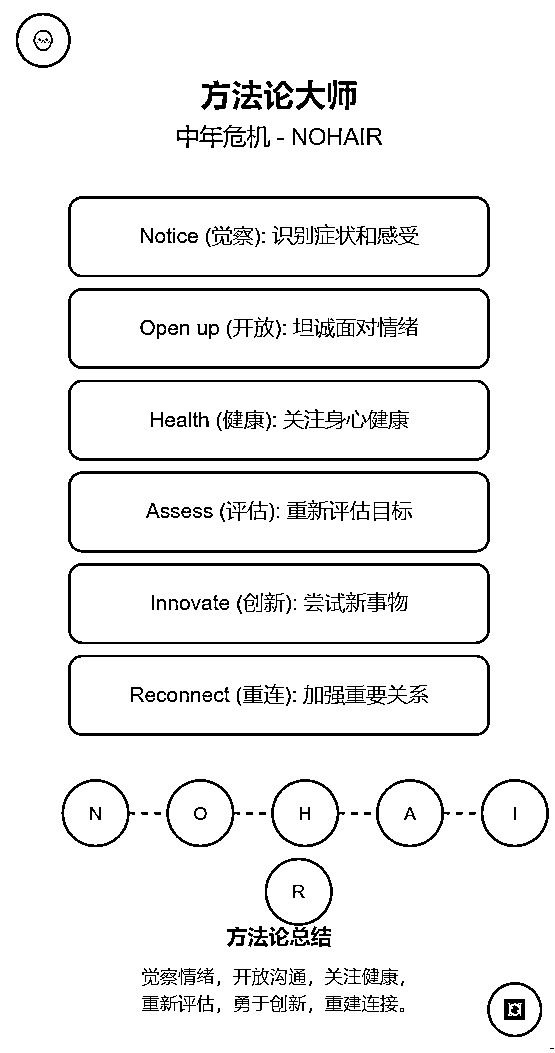 方法论大师
中年危机 - NOHAIR
Notice (觉察): 识别症状和感受
Open up (开放): 坦诚面对情绪
Health (健康): 关注身心健康
Assess (评估): 重新评估目标
Innovate (创新): 尝试新事物
Reconnect (重连): 加强重要关系
N O H A I
R
方法论总结
觉察情绪，开放沟通，关注健康，
重新评估，勇于创新，重建连接。